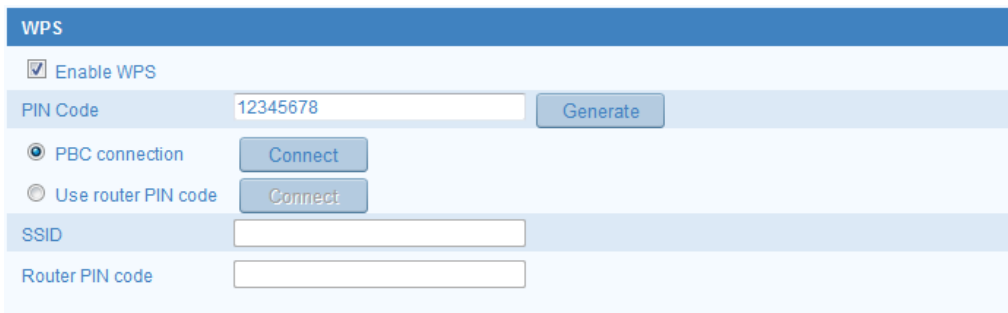 WPS
Enable WPS
PIN Code 12345678 Generate
PBC connection Connect
Use router PIN code Connect
SSID
Router PIN code